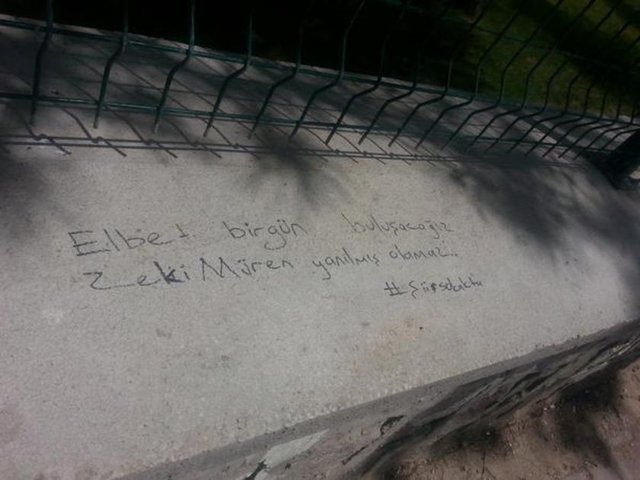 Elbet birgün buluşacağız
Zeki Müren yanılmış olamaz..
#şiirsokakta